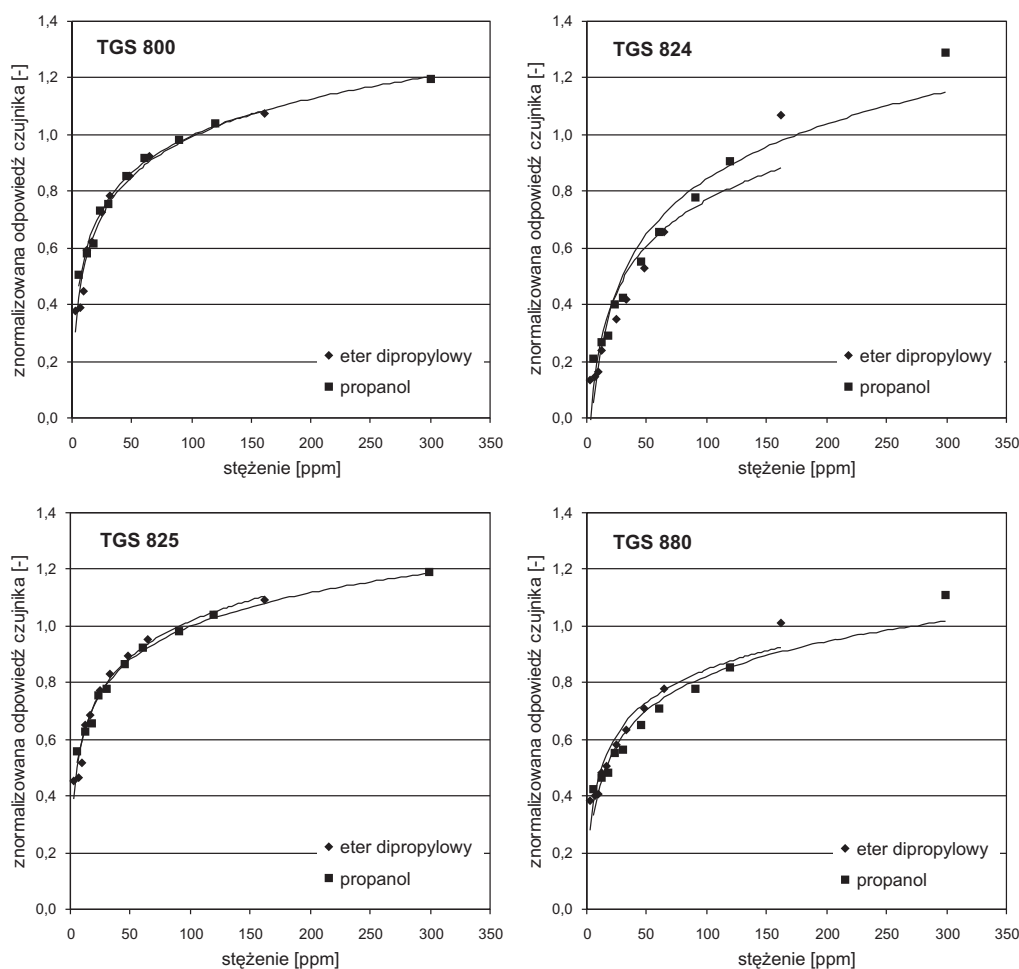 TGS 800
znormalizowana odpowiedź czujnika [-]
1,4
1,2
1,0
0,8
0,6
0,4
0,2
0,0
eter dipropylowy
propanol
0 50 100 150 200 250 300 350
stężenie [ppm]
TGS 824
znormalizowana odpowiedź czujnika [-]
1,4
1,2
1,0
0,8
0,6
0,4
0,2
0,0
eter dipropylowy
propanol
0 50 100 150 200 250 300 350
stężenie [ppm]
TGS 825
znormalizowana odpowiedź czujnika [-]
1,4
1,2
1,0
0,8
0,6
0,4
0,2
0,0
eter dipropylowy
propanol
0 50 100 150 200 250 300 350
stężenie [ppm]
TGS 880
znormalizowana odpowiedź czujnika [-]
1,4
1,2
1,0
0,8
0,6
0,4
0,2
0,0
eter dipropylowy
propanol
0 50 100 150 200 250 300 350
stężenie [ppm]